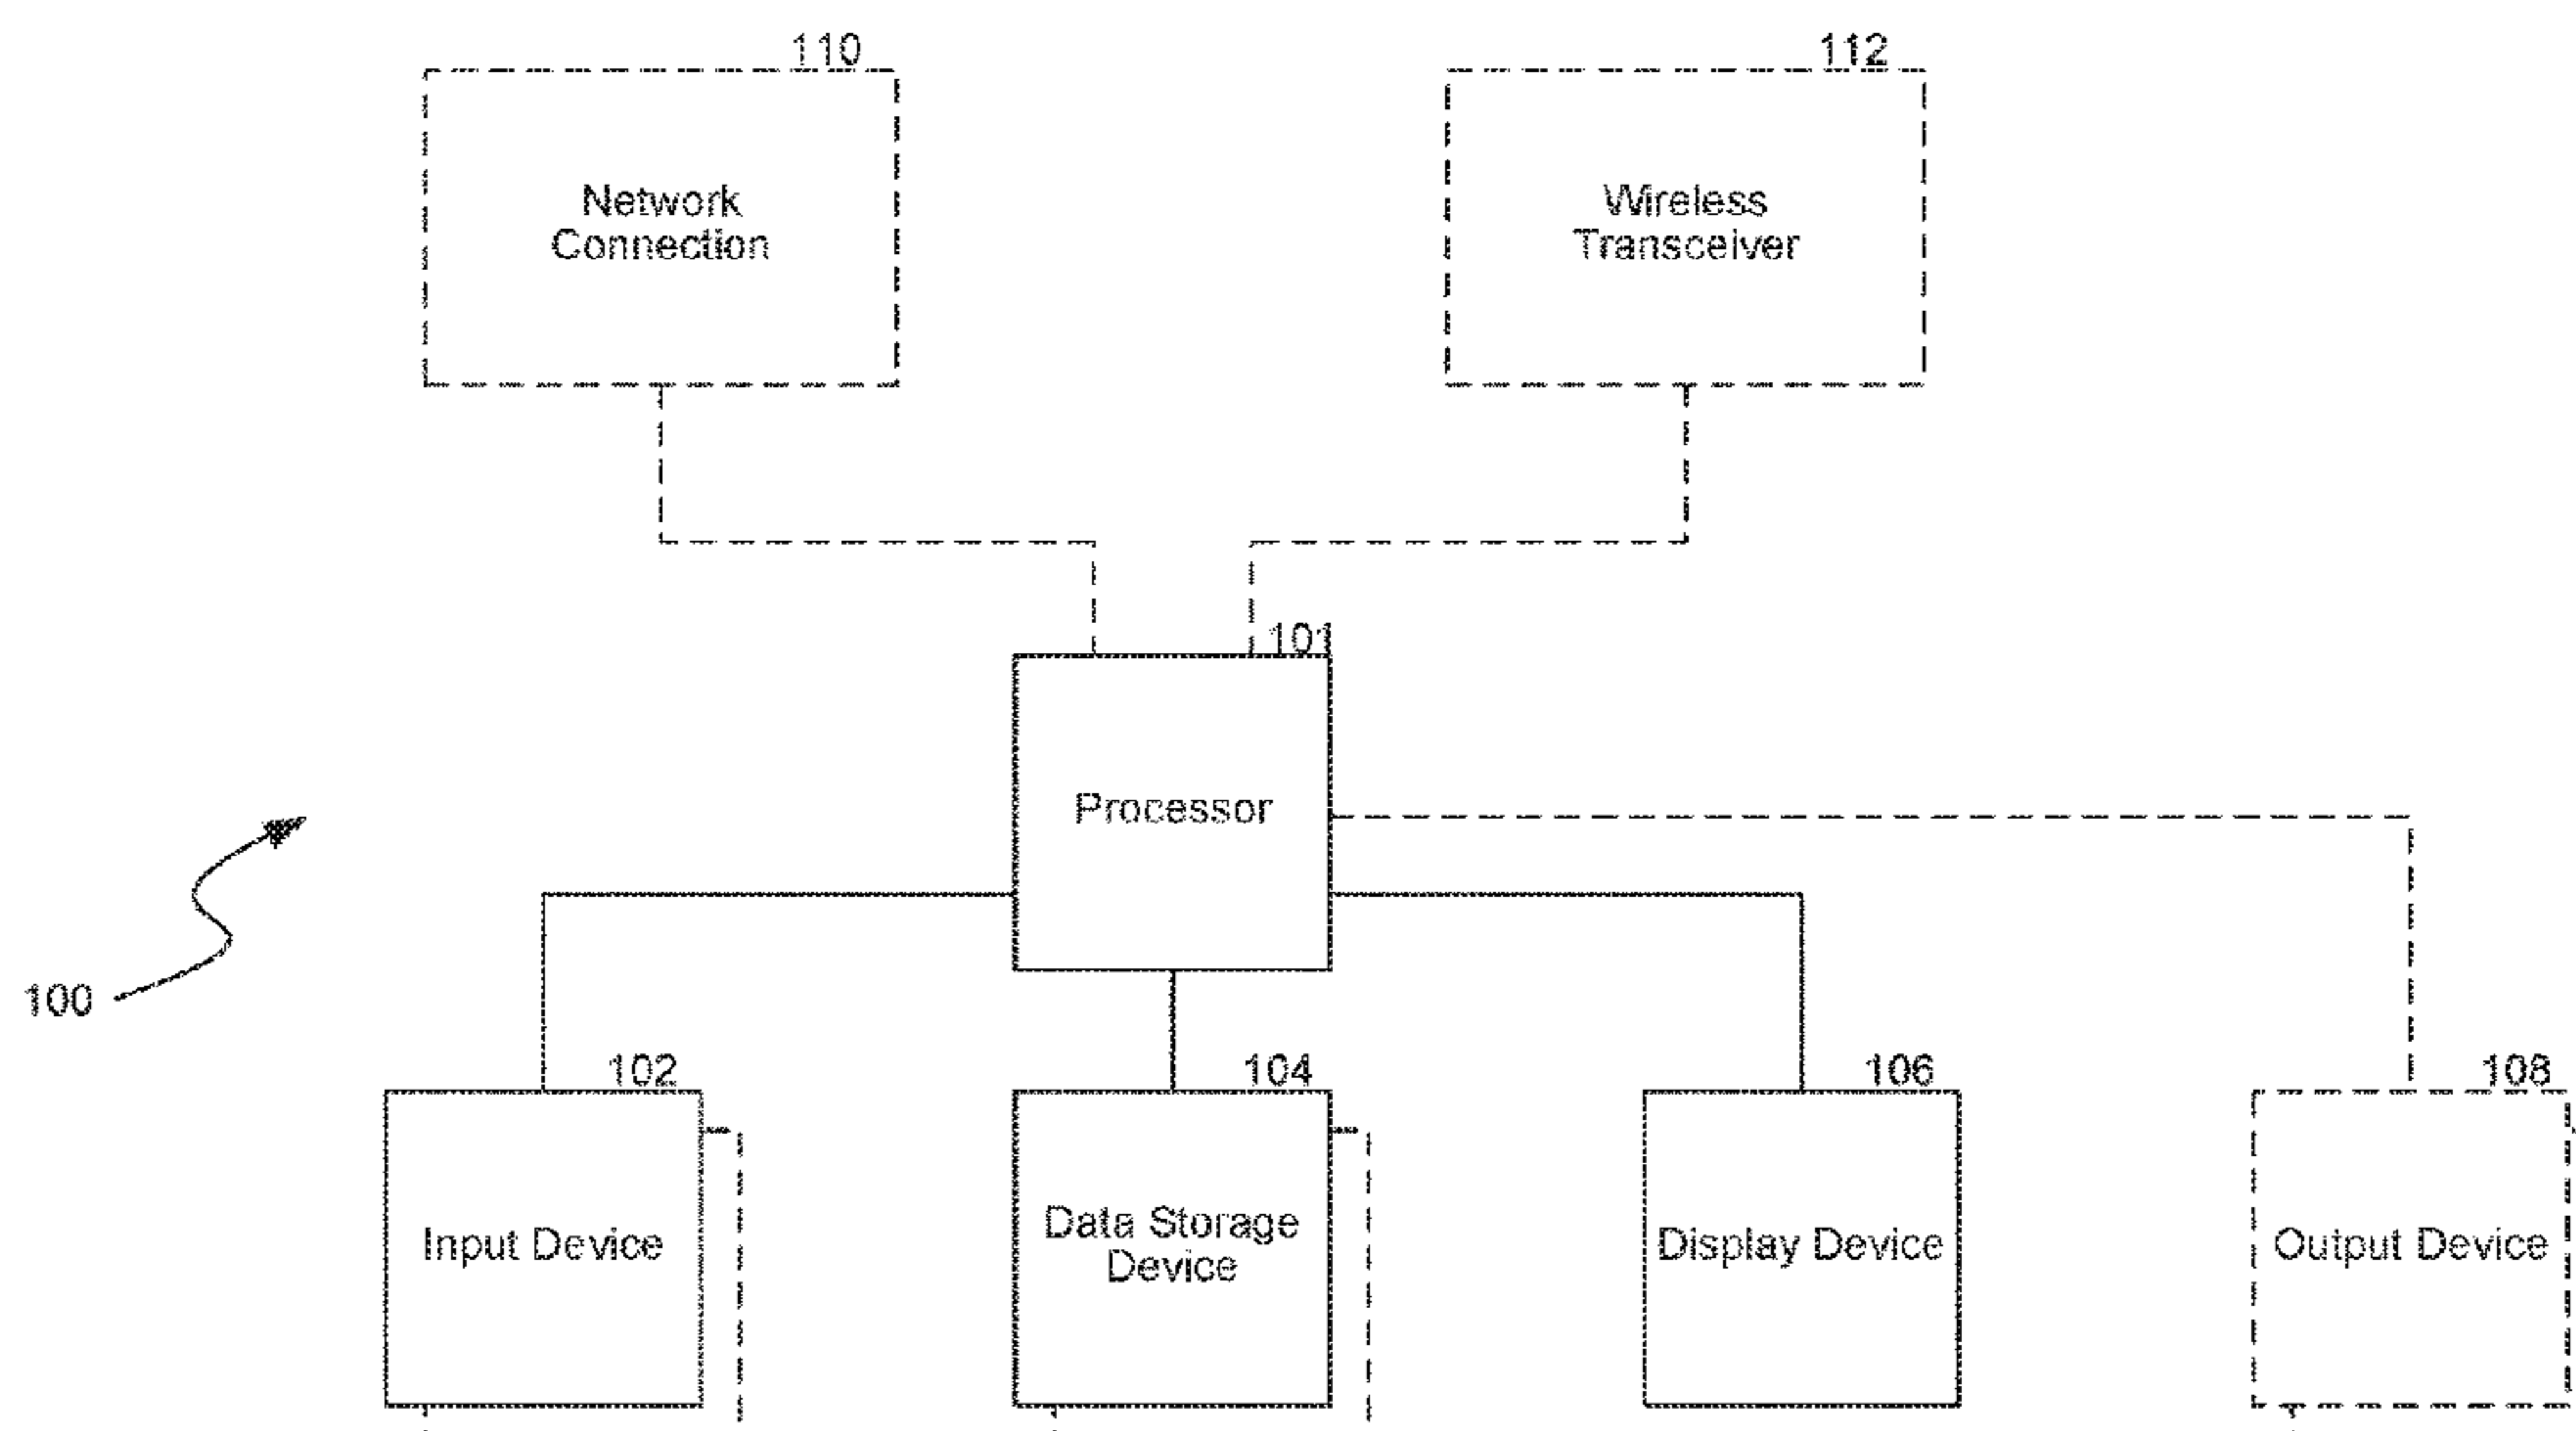 110
112
Network
Connection
Wireless
Transceiver
101
Processor
100
102
104
106
108
Input Device
Data Storage
Device
Display Device
Output Device